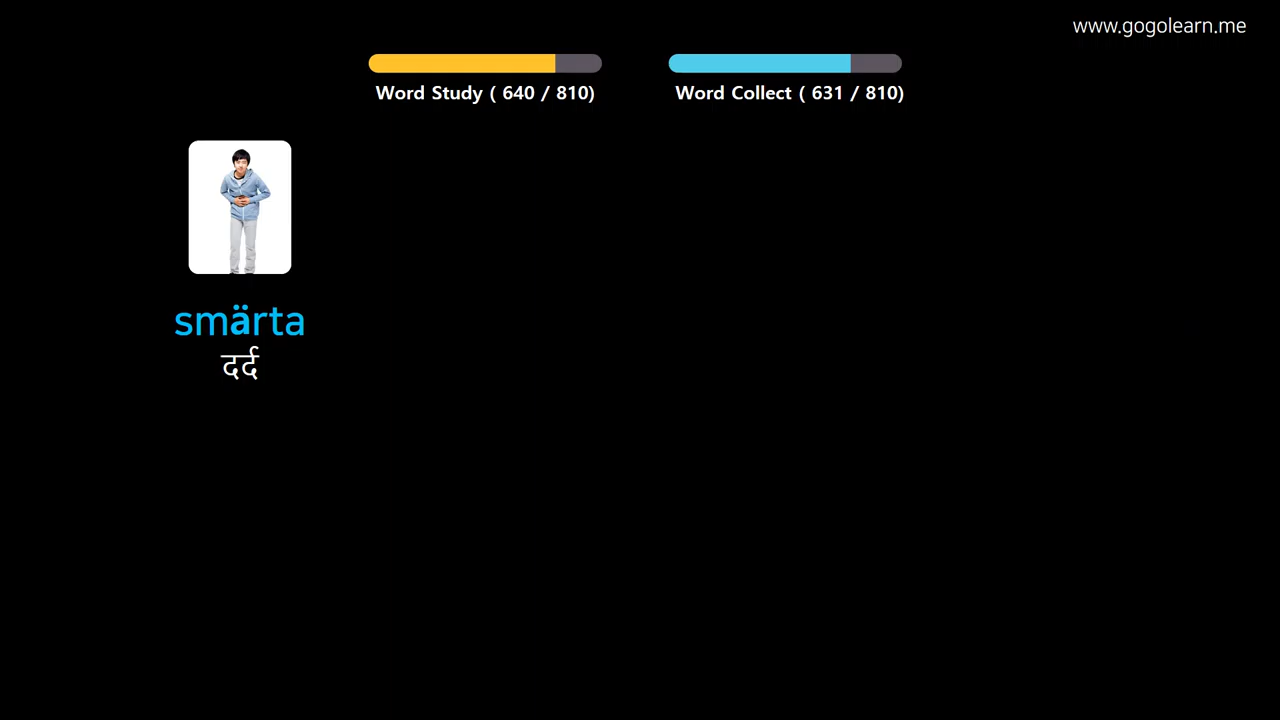 www.gogolearn.me
Word Study ( 640 / 810)
Word Collect ( 631 / 810)
smärta
दर्द